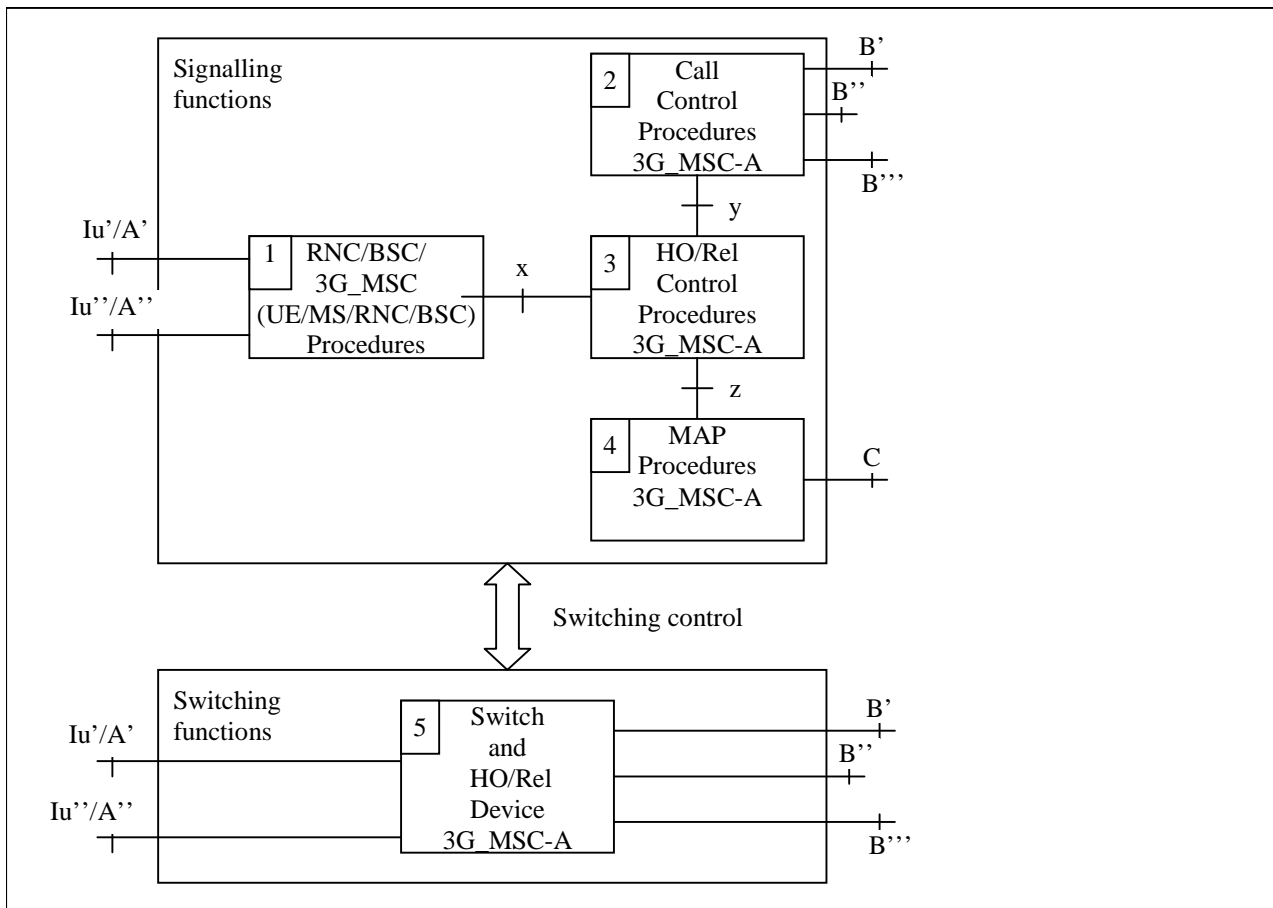 Signalling
functions
2
Call
Control
Procedures
3G_MSC-A
B'
B''
B'''
y
Iu'/A'
Iu''/A''
1
RNC/BSC/
3G_MSC
(UE/MS/RNC/BSC)
Procedures
x
3
HO/Rel
Control
Procedures
3G_MSC-A
z
4
MAP
Procedures
3G_MSC-A
C
Switching control
Switching
functions
Iu'/A'
Iu''/A''
5
Switch
and
HO/Rel
Device
3G_MSC-A
B'
B''
B'''